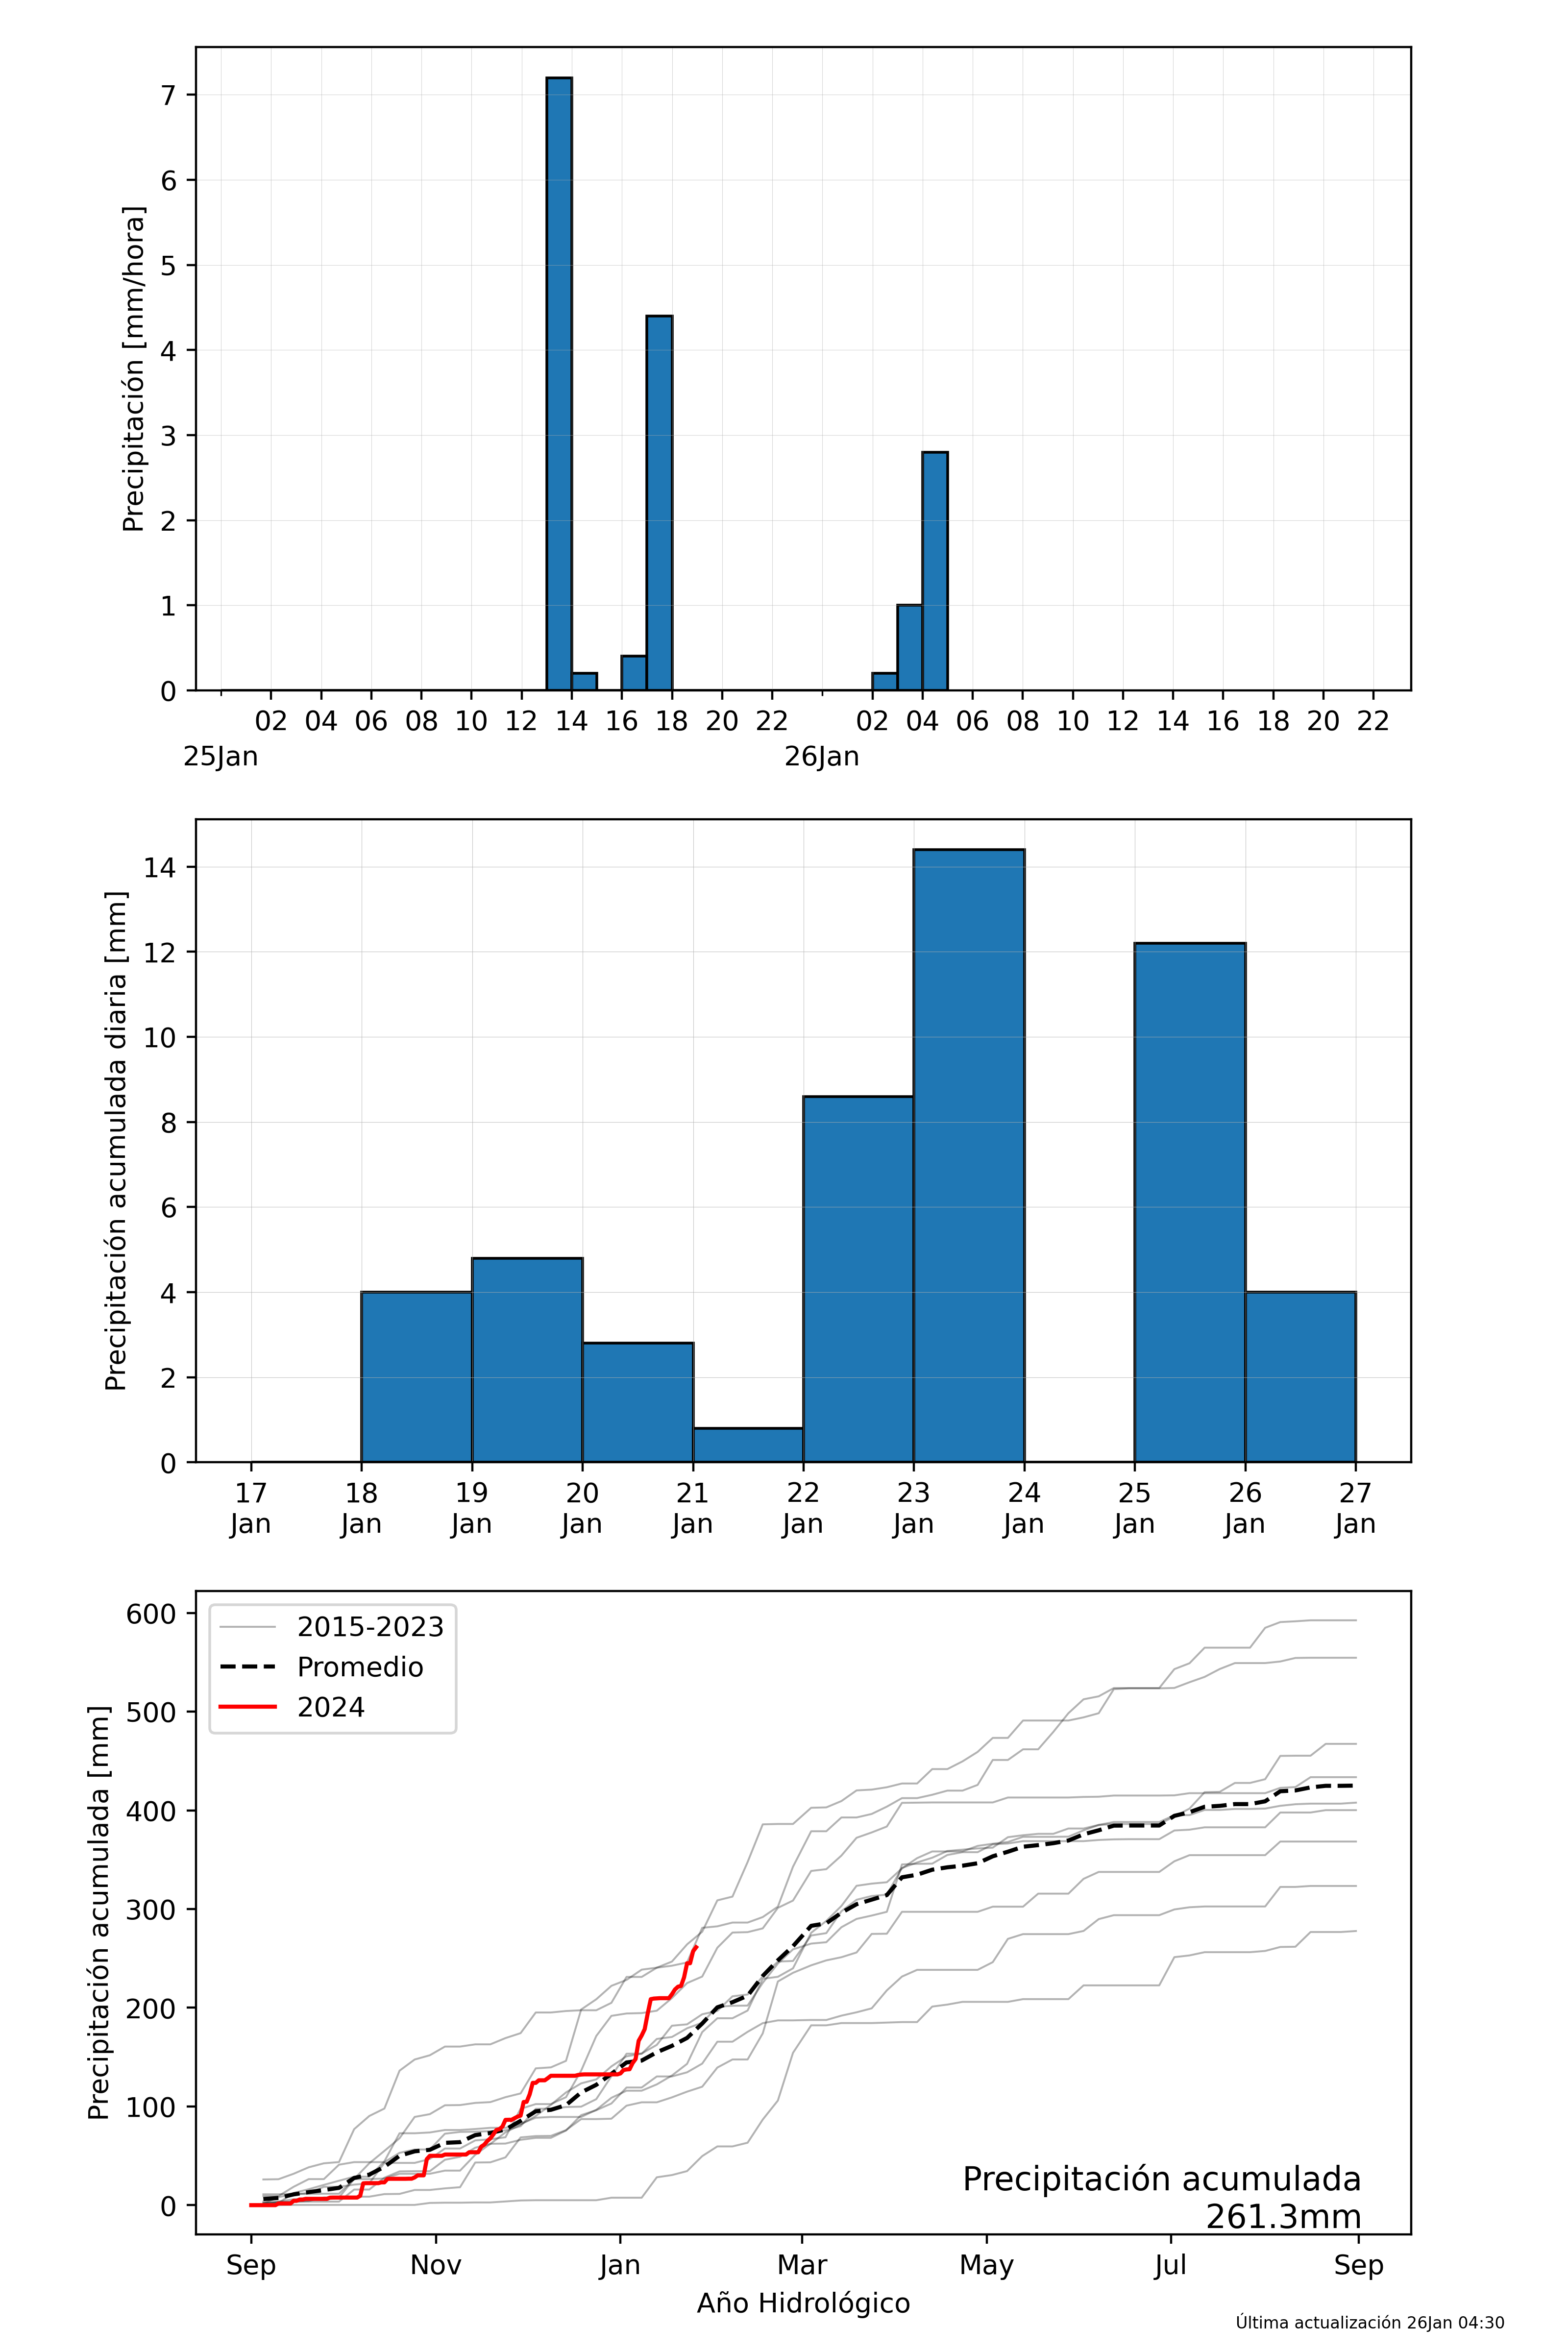 Precipitación [mm/hora]
7
6
5
4
3
2
1
0
02 04 06 08 10 12 14 16 18 20 22 02 04 06 08 10 12 14 16 18 20 22
25Jan 26Jan
Precipitación acumulada diaria [mm]
14
12
10
8
6
4
2
0
17 18 19 20 21 22 23 24 25 26 27
Jan Jan Jan Jan Jan Jan Jan Jan Jan Jan Jan
Precipitación acumulada [mm]
600
500
400
300
200
100
0
2015-2023
Promedio
2024
Precipitación acumulada
261.3mm
Sep Nov Jan Mar May Jul Sep
Año Hidrológico
Última actualización 26Jan 04:30